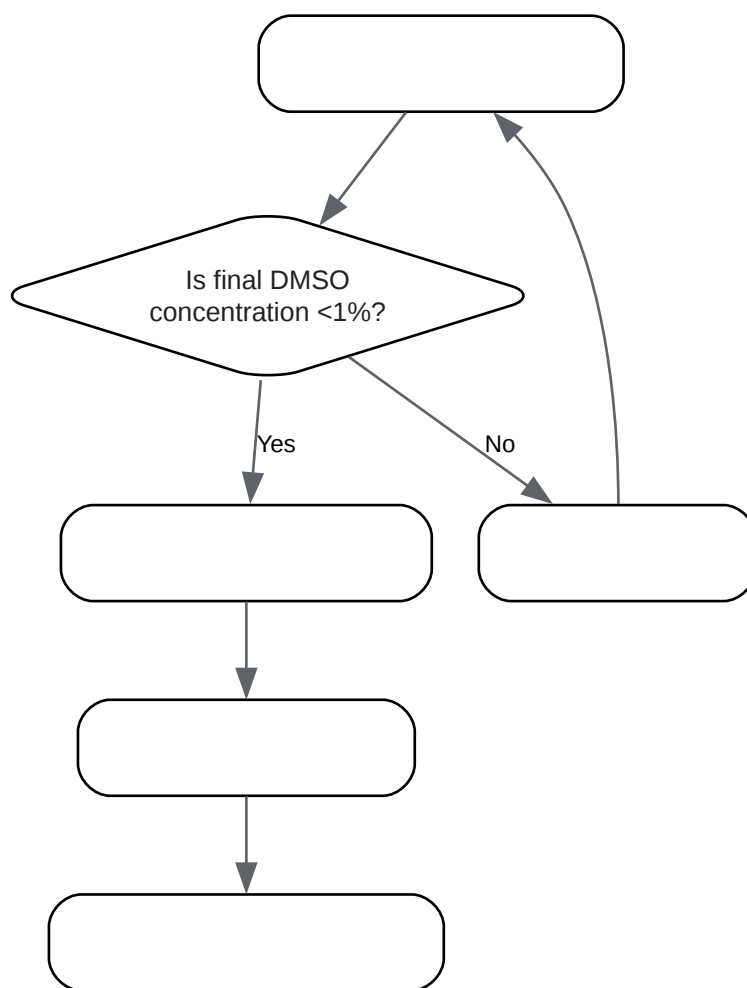 Is final DMSO
concentration <1%?
Yes
No